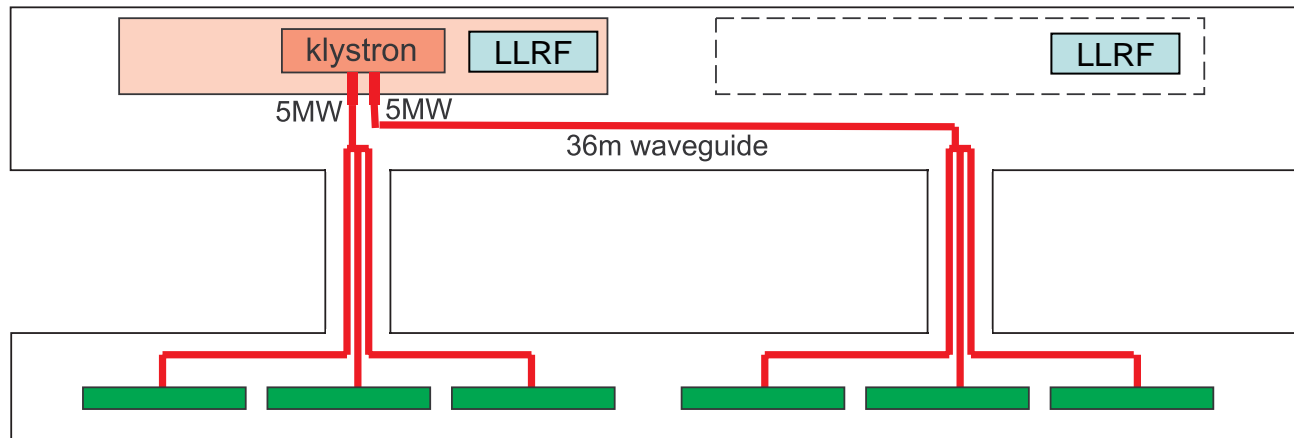 klystron
LLRF
LLRF
5MW
5MW
36m waveguide